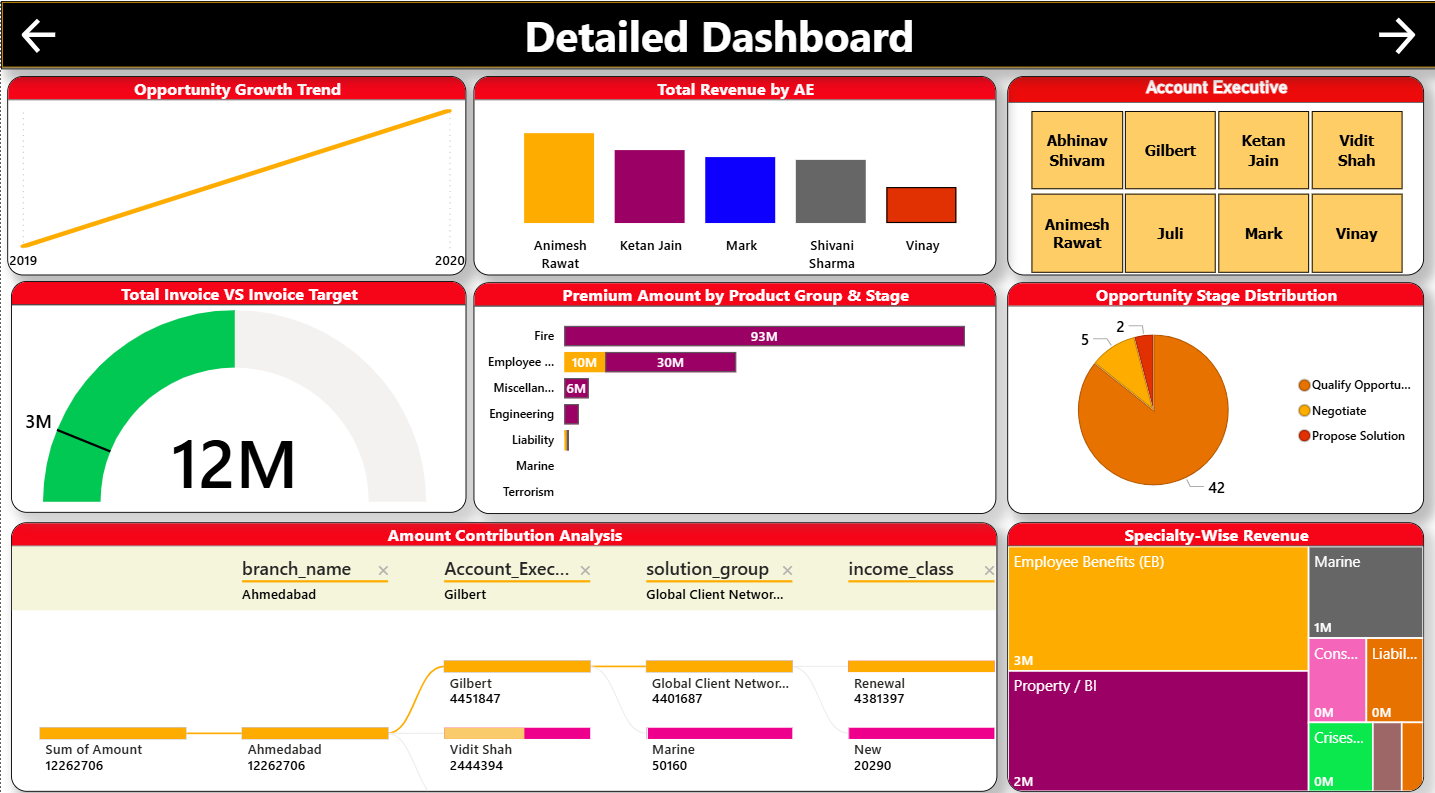 Detailed Dashboard
Opportunity Growth Trend
2019
2020
Total Revenue by AE
Animesh
Rawat
Ketan Jain
Mark
Shivani
Sharma
Vinay
Account Executive
Abhinav
Shivam
Gilbert
Ketan
Jain
Vidit
Shah
Animesh
Rawat
Juli
Mark
Vinay
Total Invoice VS Invoice Target
3M
12M
Premium Amount by Product Group & Stage
Fire
93M
Employee ...
10M
30M
Miscellan...
6M
Engineering
Liability
Marine
Terrorism
Opportunity Stage Distribution
2
5
42
Qualify Opportu...
Negotiate
Propose Solution
Amount Contribution Analysis
branch_name
Ahmedabad
Account_Exec...
Gilbert
solution_group
Global Client Networ...
income_class
Sum of Amount
12262706
Ahmedabad
12262706
Gilbert
4451847
Vidit Shah
2444394
Global Client Networ...
4401687
Marine
50160
Renewal
4381397
New
20290
Specialty-Wise Revenue
Employee Benefits (EB)
3M
Property / BI
2M
Marine
1M
Cons...
0M
Liabil...
0M
Crises...
0M